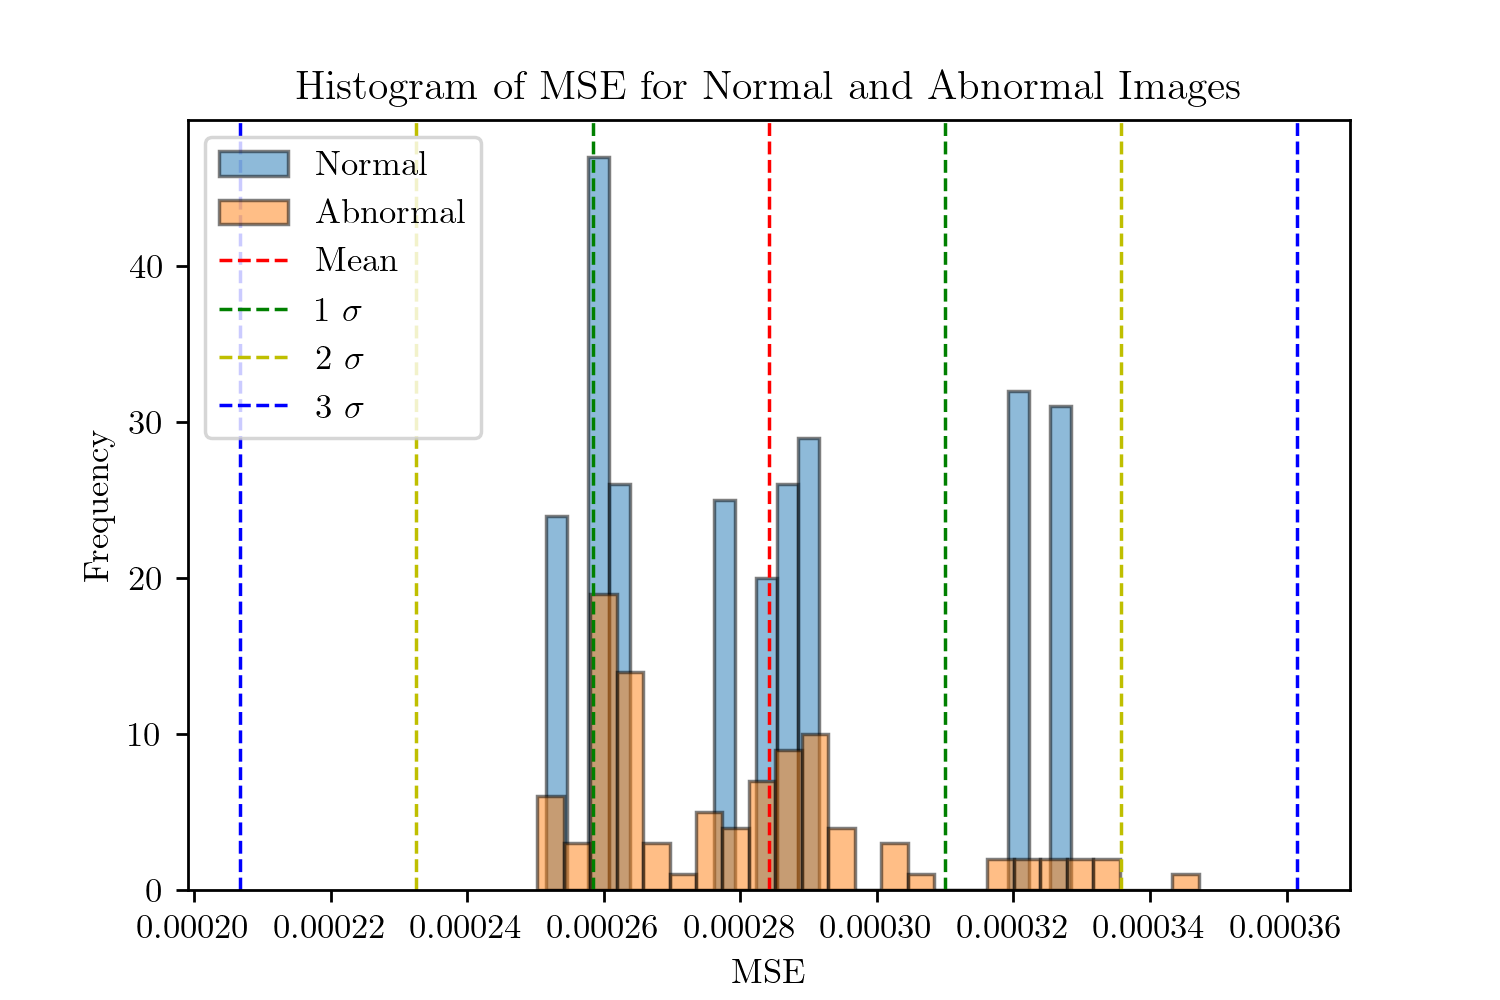 Histogram of MSE for Normal and Abnormal Images
Normal
Abnormal
Mean
1 σ
2 σ
3 σ
Frequency
40
30
20
10
0
0.00020 0.00022 0.00024 0.00026 0.00028 0.00030 0.00032 0.00034 0.00036
MSE